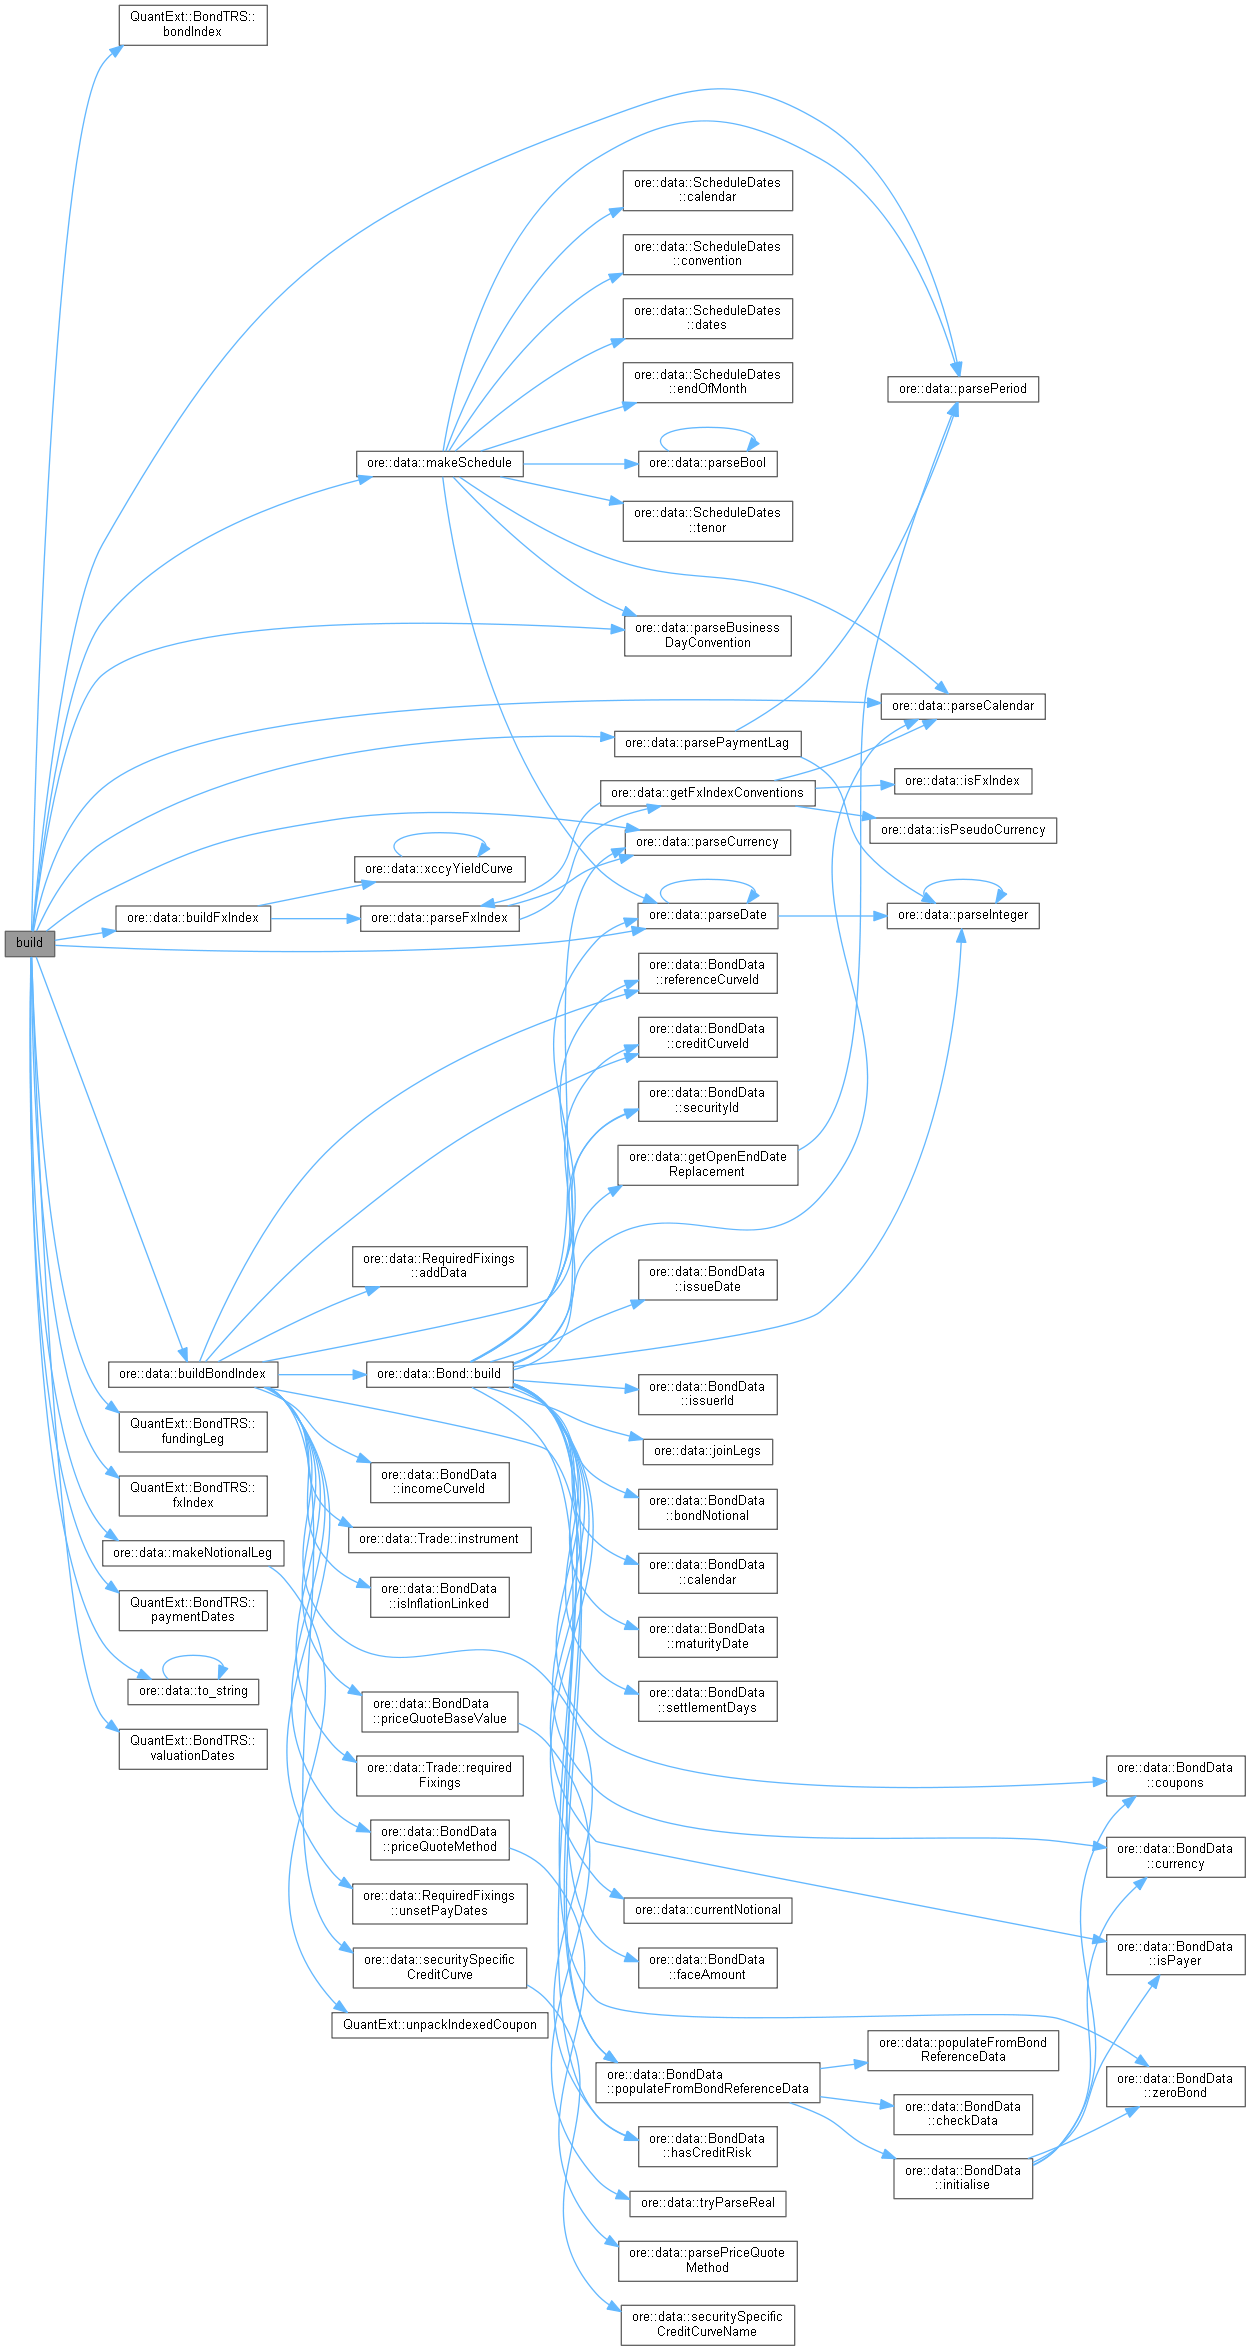 QuantExt::BondTRS::
bondIndex
ore::data::ScheduleDates
::calendar
ore::data::ScheduleDates
::convention
ore::data::ScheduleDates
::dates
ore::data::ScheduleDates
::endOfMonth
ore::data::parsePeriod
ore::data::makeSchedule
ore::data::parseBool
ore::data::ScheduleDates
::tenor
ore::data::parseBusiness
DayConvention
ore::data::parseCalendar
ore::data::parsePaymentLag
ore::data::isFxIndex
ore::data::getFxIndexConventions
ore::data::isPseudoCurrency
ore::data::parseCurrency
ore::data::xccyYieldCurve
ore::data::buildFxIndex
ore::data::parseFxIndex
ore::data::parseDate
ore::data::parseInteger
build
ore::data::BondData
::referenceCurveId
ore::data::BondData
::creditCurveId
ore::data::BondData
::securityId
ore::data::getOpenEndDate
Replacement
ore::data::RequiredFixings
::addData
ore::data::BondData
::issueDate
ore::data::buildBondIndex
ore::data::Bond::build
ore::data::BondData
::issuerId
QuantExt::BondTRS::
fundingLeg
ore::data::joinLegs
ore::data::BondData
::incomeCurveId
QuantExt::BondTRS::
fxIndex
ore::data::BondData
::bondNotional
ore::data::Trade::instrument
ore::data::makeNotionalLeg
ore::data::BondData
::calendar
ore::data::BondData
::isInflationLinked
QuantExt::BondTRS::
paymentDates
ore::data::BondData
::maturityDate
ore::data::to_string
ore::data::BondData
::settlementDays
ore::data::BondData
::priceQuoteBaseValue
QuantExt::BondTRS::
valuationDates
ore::data::Trade::required
Fixings
ore::data::BondData
::coupons
ore::data::BondData
::priceQuoteMethod
ore::data::BondData
::currency
ore::data::RequiredFixings
::unsetPayDates
ore::data::currentNotional
ore::data::BondData
::isPayer
ore::data::securitySpecific
CreditCurve
ore::data::BondData
::faceAmount
QuantExt::unpackIndexedCoupon
ore::data::populateFromBond
ReferenceData
ore::data::BondData
::populateFromBondReferenceData
ore::data::BondData
::zeroBond
ore::data::BondData
::checkData
ore::data::BondData
::hasCreditRisk
ore::data::BondData
::initialise
ore::data::tryParseReal
ore::data::parsePriceQuote
Method
ore::data::securitySpecific
CreditCurveName